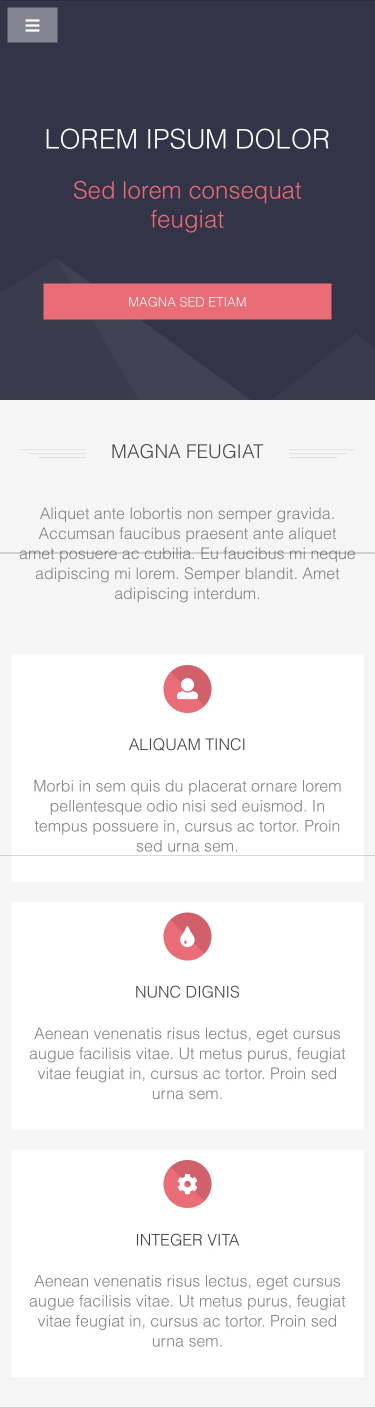 LOREM IPSUM DOLOR
Sed lorem consequat
feugiat
MAGNA SED ETIAM
MAGNA FEUGIAT
Aliquet ante lobortis non semper gravida.
Accumsan faucibus praesent ante aliquet
amet posuere ac cubilia. Eu faucibus mi neque
adipiscing mi lorem. Semper blandit. Amet
adipiscing interdum.
ALIQUAM TINCI
Morbi in sem quis du placerat ornare lorem
pellentesque odio nisi sed euismod. In
tempus possuere in, cursus ac tortor. Proin
sed urna sem.
NUNC DIGNIS
Aenean venenatis risus lectus, eget cursus
augue facilisis vitae. Ut metus purus, feugiat
vitae feugiat in, cursus ac tortor. Proin sed
urna sem.
INTEGER VITA
Aenean venenatis risus lectus, eget cursus
augue facilisis vitae. Ut metus purus, feugiat
vitae feugiat in, cursus ac tortor. Proin sed
urna sem.